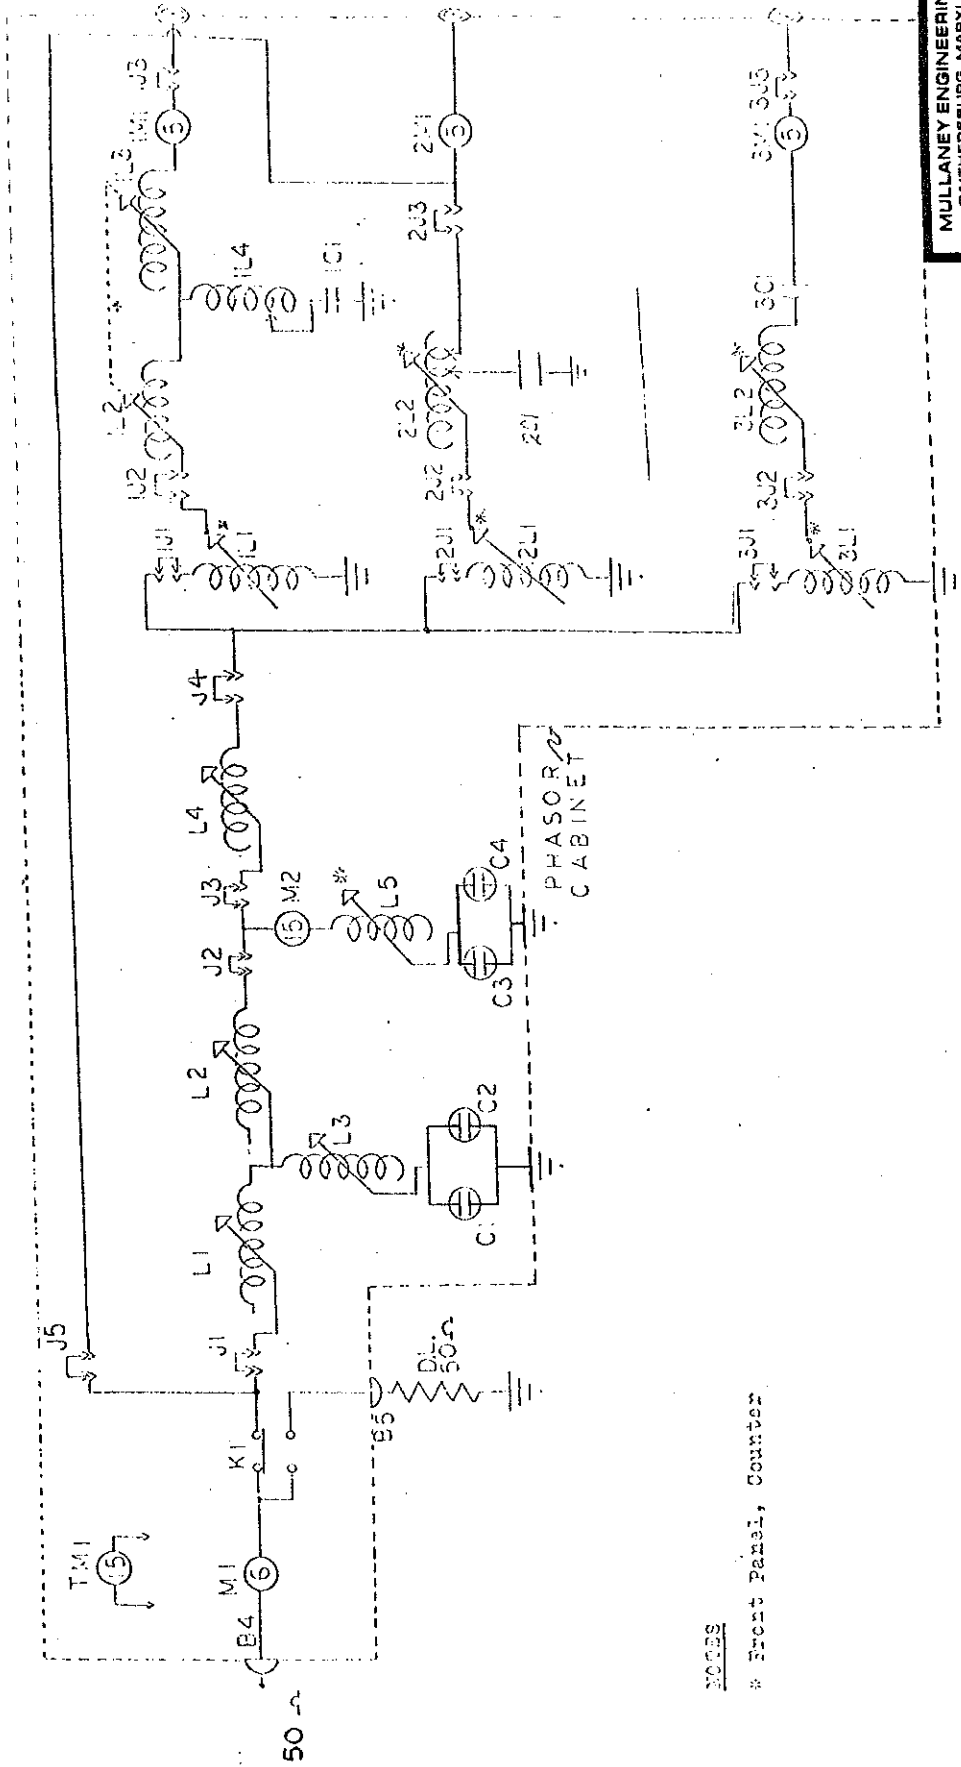 50 Ω
B4
M1
6
TM1
15
K1
J5
J1
B5
DL.
50Ω
L1
L2
L3
C1
C2
J2
J3
M2
15
L4
L5
*
C3
C4
J4
PHASOR
CABINET
1J1
1L1
*
1J2
1L2
*
1L3
1L4
1C1
1M1
5
1J3
2J1
2L1
*
2J2
2L2
*
2C1
2J3
2M1
5
3J1
3L1
*
3J2
3L2
*
3C1
3M1
5
3J3
NOTES
* Front Panel, Counter
MULLANEY ENGINEERIN